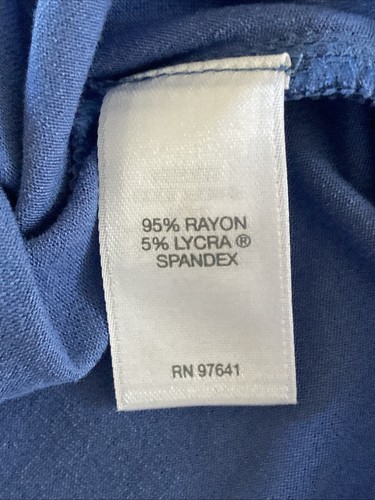 95% RAYON
5% LYCRA ®
SPANDEX
RN 97641